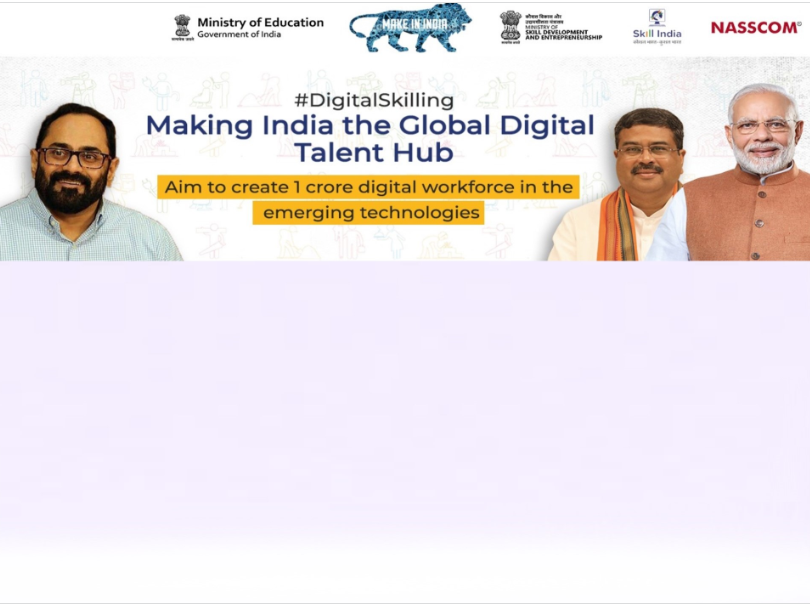 Ministry of Education
Government of India
MAKE IN INDIA
कौशल विकास और
उद्यमशीलता मंत्रालय
MINISTRY OF
SKILL DEVELOPMENT
AND ENTREPRENEURSHIP
Skill India
कौशल भारत - कुशल भारत
NASSCOM®
#DigitalSkilling
Making India the Global Digital
Talent Hub
Aim to create 1 crore digital workforce in the
emerging technologies